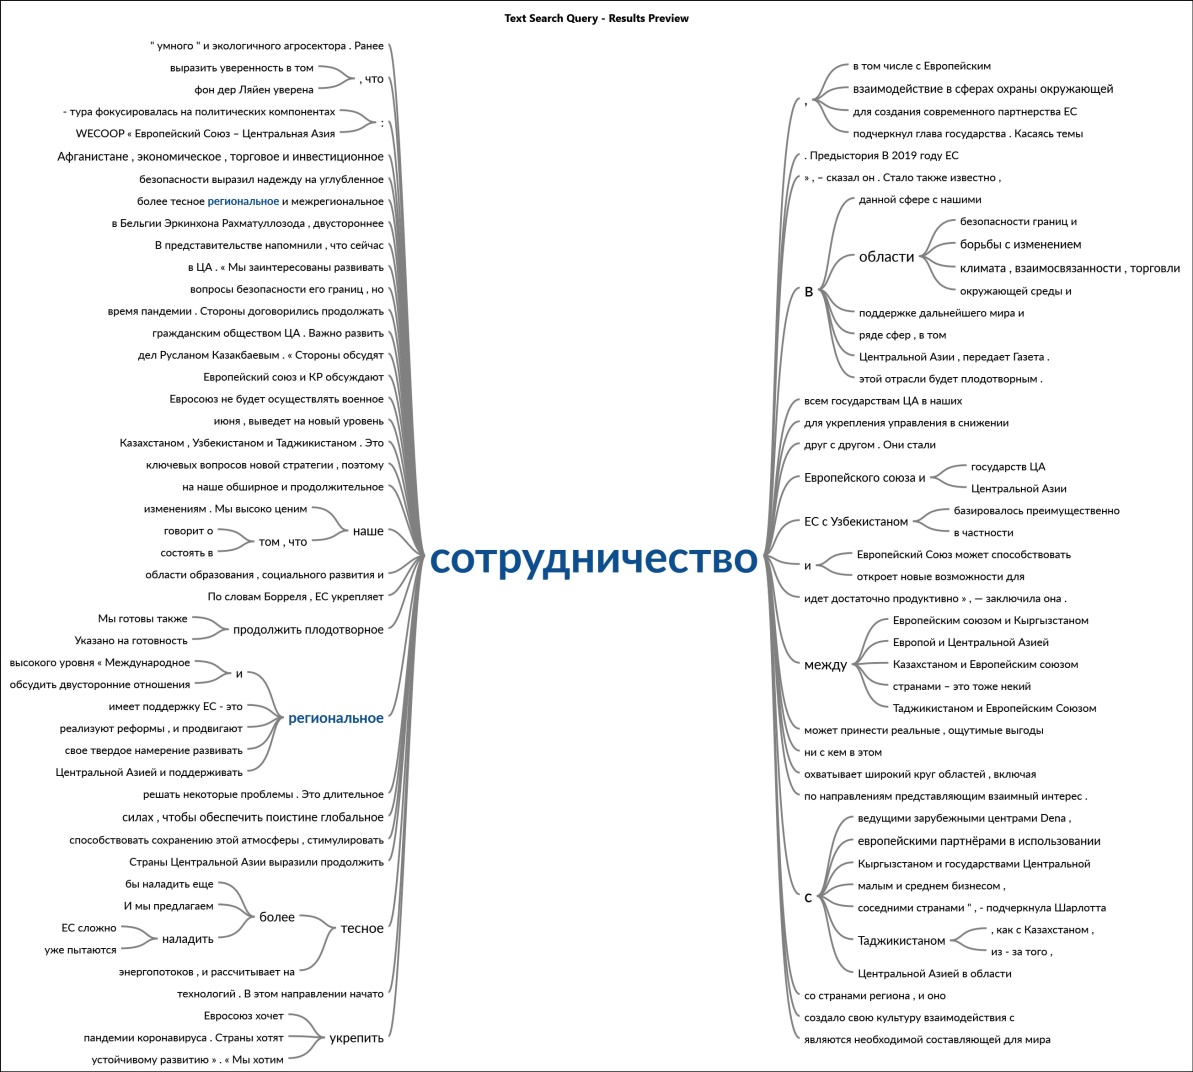 Text Search Query - Results Preview
" умного " и экологичного агросектора . Ранее
выразить уверенность в том
, что
фон дер Ляйен уверена
- тура фокусировалась на политических компонентах
:
WECOOP « Европейский Союз – Центральная Азия
Афганистане , экономическое , торговое и инвестиционное
безопасности выразил надежду на углубленное
более тесное региональное и межрегиональное
в Бельгии Эркинхона Рахматуллозода , двустороннее
В представительстве напомнили , что сейчас
в ЦА . « Мы заинтересованы развивать
вопросы безопасности его границ , но
время пандемии . Стороны договорились продолжать
гражданским обществом ЦА . Важно развить
дел Русланом Казакбаевым . « Стороны обсудят
Европейский союз и КР обсуждают
Евросоюз не будет осуществлять военное
июня , выведет на новый уровень
Казахстаном , Узбекистаном и Таджикистаном . Это
ключевых вопросов новой стратегии , поэтому
на наше обширное и продолжительное
изменениям . Мы высоко ценим
наше
говорит о
том , что
состоять в
области образования , социального развития и
По словам Борреля , ЕС укрепляет
Мы готовы также
продолжить плодотворное
Указано на готовность
высокого уровня « Международное
и
обсудить двусторонние отношения
имеет поддержку ЕС - это
региональное
реализуют реформы , и продвигают
свое твердое намерение развивать
Центральной Азией и поддерживать
решать некоторые проблемы . Это длительное
силах , чтобы обеспечить поистине глобальное
способствовать сохранению этой атмосферы , стимулировать
Страны Центральной Азии выразили продолжить
бы наладить еще
И мы предлагаем
более
ЕС сложно
наладить
тесное
уже пытаются
энергопотоков , и рассчитывает на
технологий . В этом направлении начато
Евросоюз хочет
пандемии коронавируса . Страны хотят
укрепить
устойчивому развитию » . « Мы хотим
сотрудничество
,
в том числе с Европейским
взаимодействие в сферах охраны окружающей
для создания современного партнерства ЕС
подчеркнул глава государства . Касаясь темы
. Предыстория В 2019 году ЕС
» , – сказал он . Стало также известно ,
в
данной сфере с нашими
области
безопасности границ и
борьбы с изменением
климата , взаимосвязанности , торговли
окружающей среды и
поддержке дальнейшего мира и
ряде сфер , в том
Центральной Азии , передает Газета .
этой отрасли будет плодотворным .
всем государствам ЦА в наших
для укрепления управления в снижении
друг с другом . Они стали
Европейского союза и
государств ЦА
Центральной Азии
ЕС с Узбекистаном
базировалось преимущественно
в частности
и
Европейский Союз может способствовать
откроет новые возможности для
идет достаточно продуктивно » , — заключила она .
между
Европейским союзом и Кыргызстаном
Европой и Центральной Азией
Казахстаном и Европейским союзом
странами – это тоже некий
Таджикистаном и Европейским Союзом
может принести реальные , ощутимые выгоды
ни с кем в этом
охватывает широкий круг областей , включая
по направлениям представляющим взаимный интерес .
с
ведущими зарубежными центрами Dena ,
европейскими партнёрами в использовании
Кыргызстаном и государствами Центральной
малым и среднем бизнесом ,
соседними странами " , - подчеркнула Шарлотта
Таджикистаном
, как с Казахстаном ,
из - за того ,
Центральной Азией в области
со странами региона , и оно
создало свою культуру взаимодействия с
являются необходимой составляющей для мира